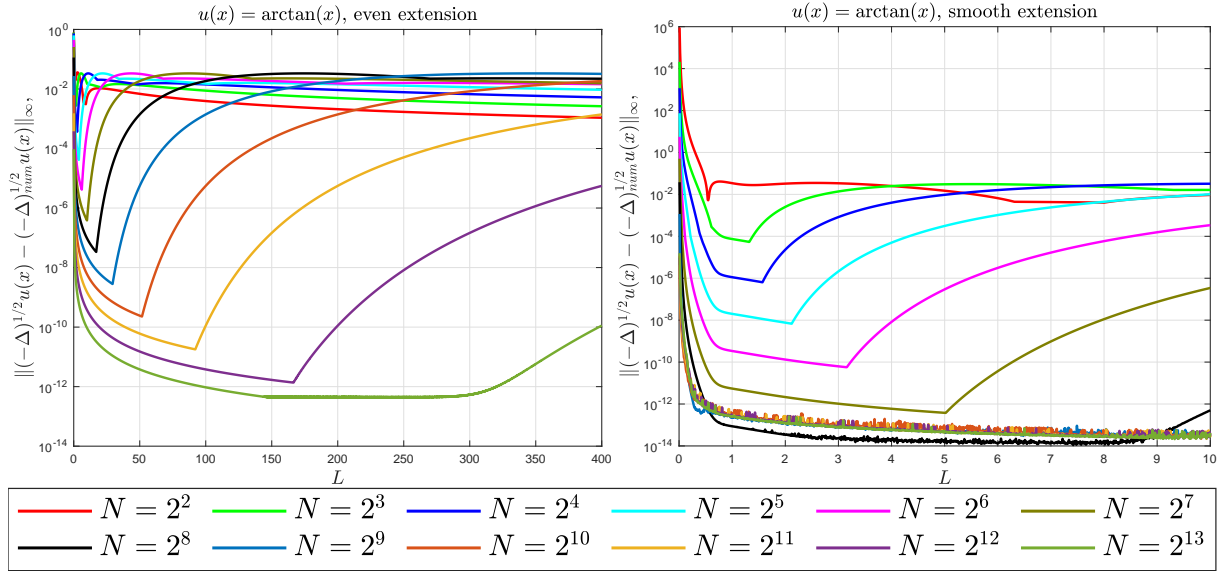 u(x) = arctan(x), even extension
‖(−Δ)^{1/2}u(x) − (−Δ)^{1/2}_{num}u(x)‖_∞,
10^0
10^{-2}
10^{-4}
10^{-6}
10^{-8}
10^{-10}
10^{-12}
10^{-14}
0 50 100 150 200 250 300 350 400
L
u(x) = arctan(x), smooth extension
‖(−Δ)^{1/2}u(x) − (−Δ)^{1/2}_{num}u(x)‖_∞,
10^6
10^4
10^2
10^0
10^{-2}
10^{-4}
10^{-6}
10^{-8}
10^{-10}
10^{-12}
10^{-14}
0 1 2 3 4 5 6 7 8 9 10
L
N = 2^2 N = 2^3 N = 2^4 N = 2^5 N = 2^6 N = 2^7
N = 2^8 N = 2^9 N = 2^{10} N = 2^{11} N = 2^{12} N = 2^{13}